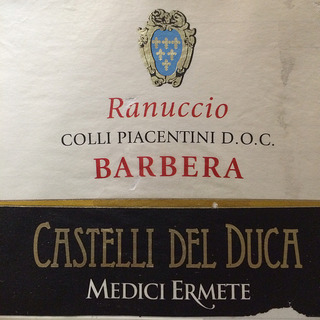 Ranuccio
COLLI PIACENTINI D.O.C.
BARBERA
CASTELLI DEL DUCA
MEDICI ERMETE